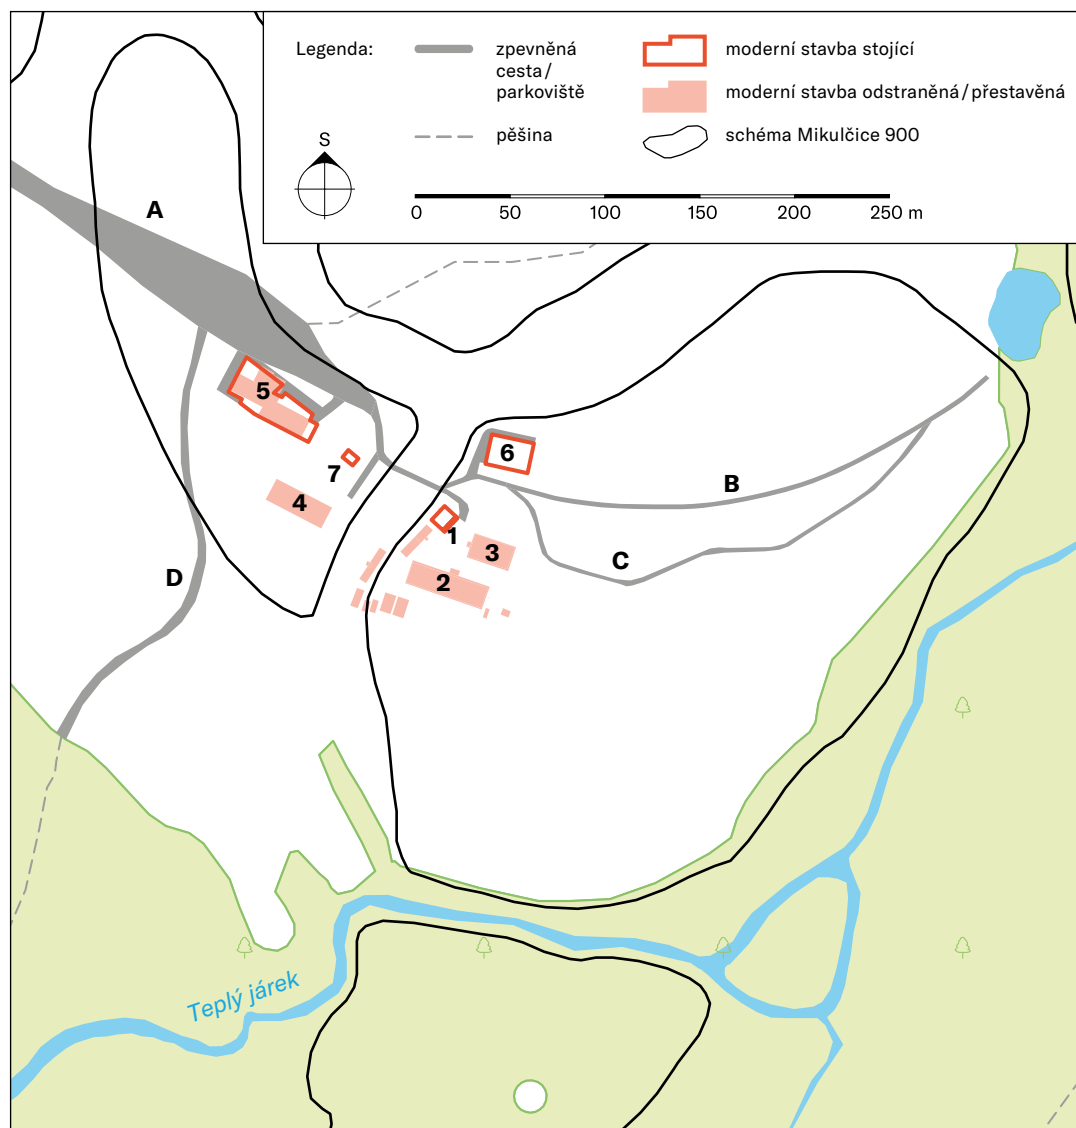 Legenda:
zpevněná
cesta/
parkoviště
pěšina
moderní stavba stojící
moderní stavba odstraněná/přestavěná
schéma Mikulčice 900
S
0 50 100 150 200 250 m
A
5
6
7
B
4
1
3
C
D
2
Teplý járek